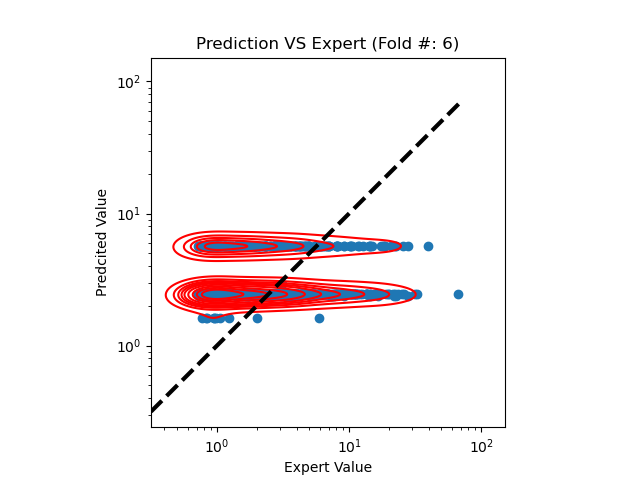 Prediction VS Expert (Fold #: 6)
10²
10¹
10⁰
Predcited Value
10⁰ 10¹ 10²
Expert Value